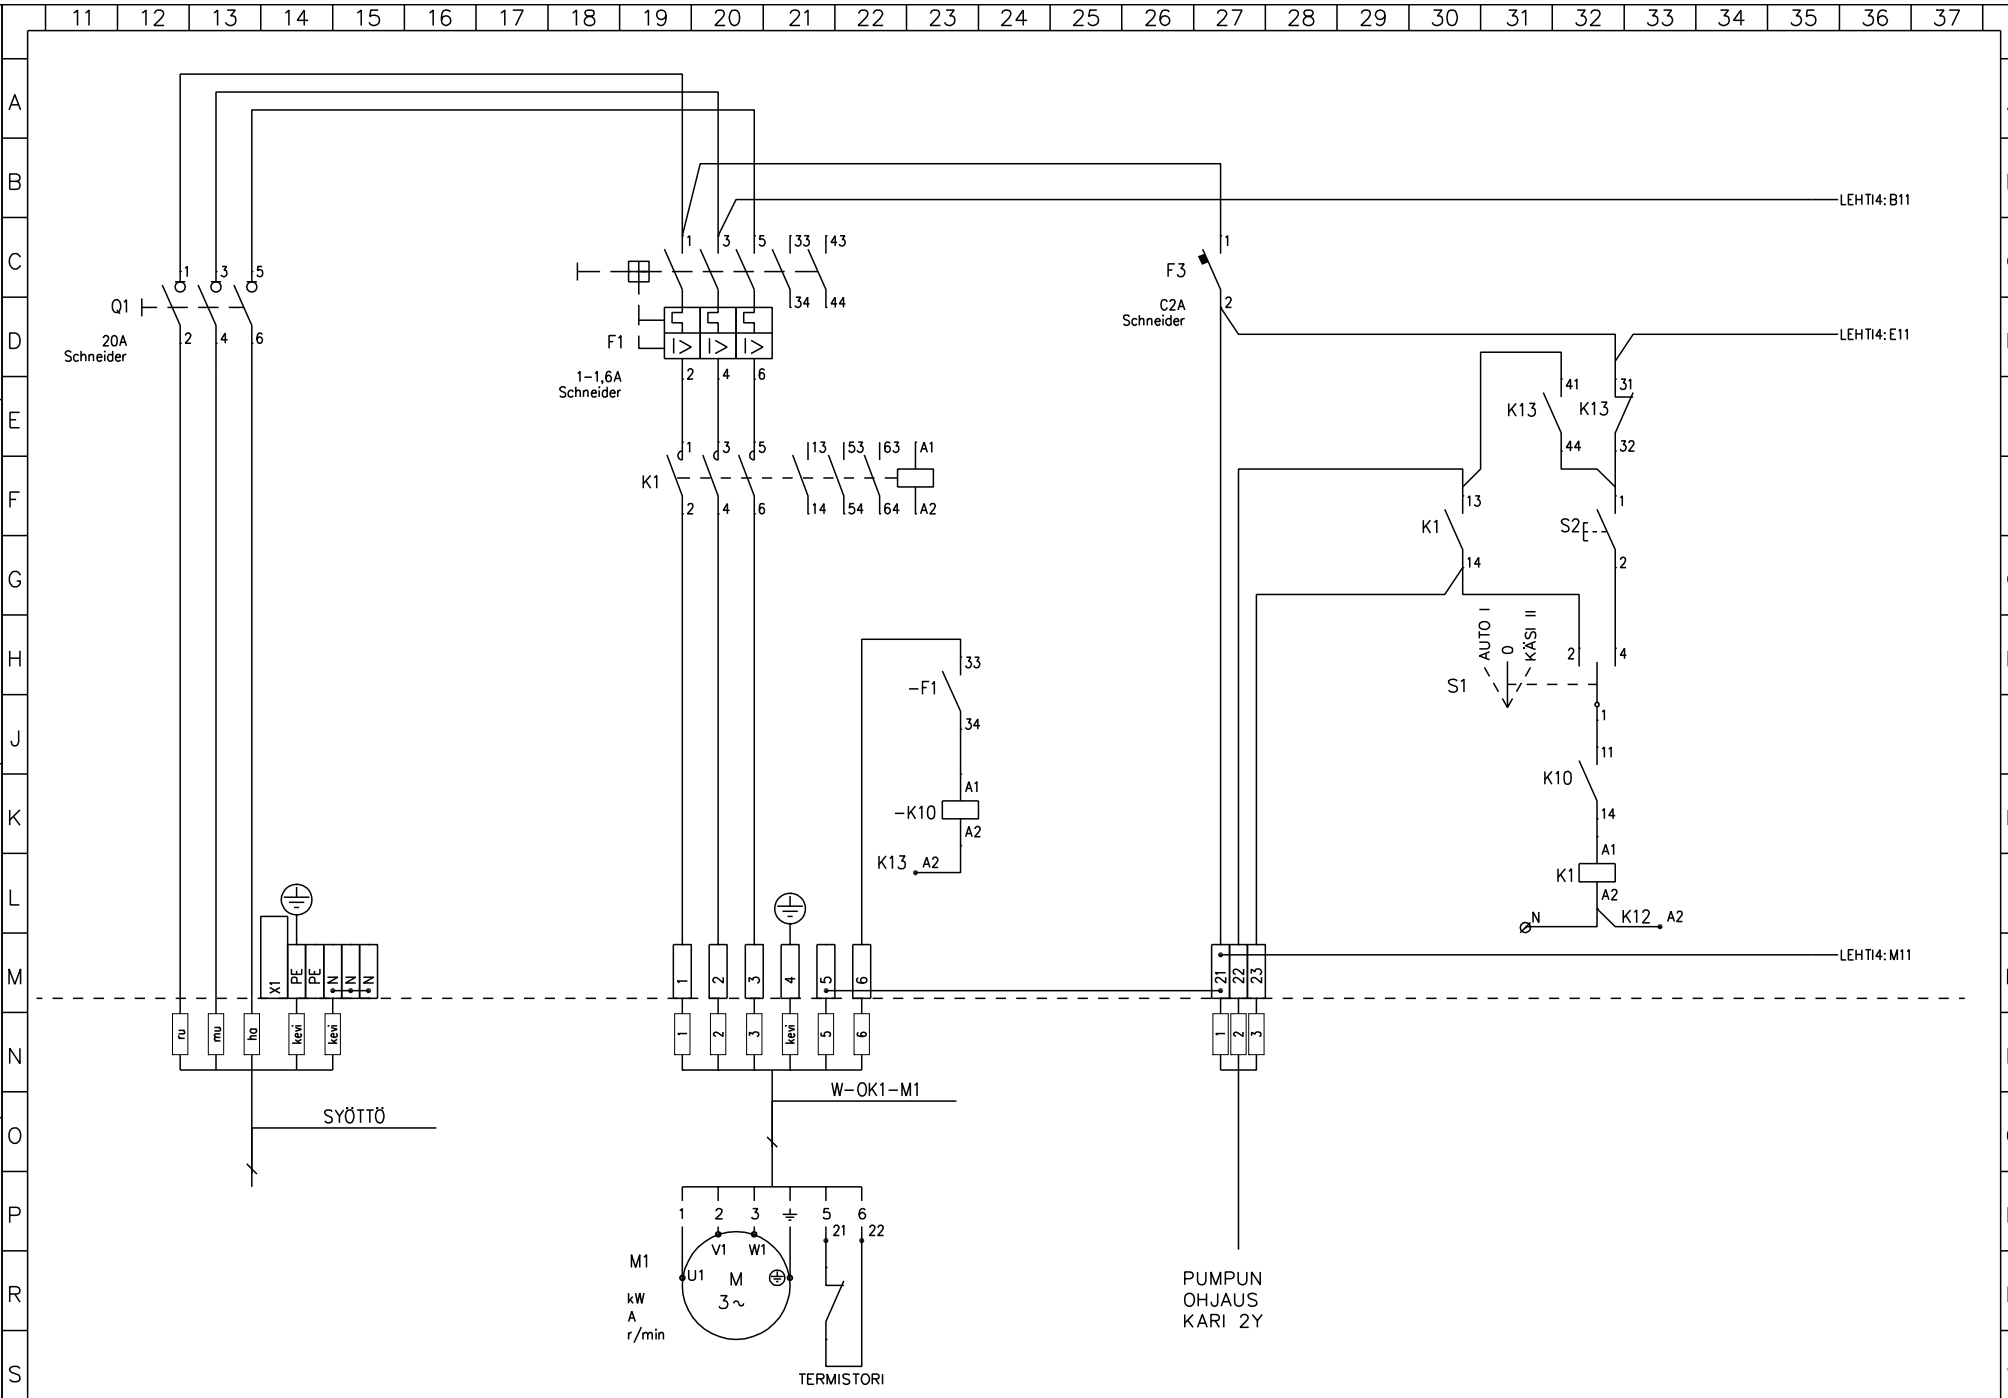 11 12 13 14 15 16 17 18 19 20 21 22 23 24 25 26 27 28 29 30 31 32 33 34 35 36 37
A
B
LEHTI4:B11
C
1 3 5
Q1
20A
Schneider
2 4 6
1 3 5 33 43
34 44
F1
1-1,6A
Schneider
I> I> I>
2 4 6
1
F3
C2A
Schneider
2
D
LEHTI4:E11
E
41 31
K13 K13
44 32
1 3 5 13 53 63 A1
K1
2 4 6 14 54 64 A2
F
13 1
K1 S2
14 2
G
H
AUTO I
0
KÄSI II
2 4
S1
1
33
-F1
34
J
11
K10
14
A1
-K10
A2
K
K13 A2
A1
K1
A2
L
N K12 A2
M
X1 PE PE N N N
1 2 3 4 5 6
21 22 23
LEHTI4:M11
N
ru mu ha kevi kevi
1 2 3 kevi 5 6
1 2 3
W-OK1-M1
O
SYÖTTÖ
P
1 2 3 5 6
21 22
V1 W1
M1
U1 M
3~
R
kW
A
r/min
PUMPUN
OHJAUS
KARI 2Y
S
TERMISTORI